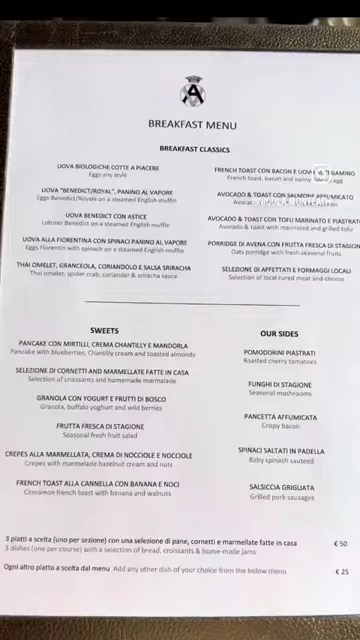 BREAKFAST MENU
BREAKFAST CLASSICS
UOVA BIOLOGICHE COTTE A PIACERE
Eggs any style
UOVA "BENEDICT/ROYAL", PANINO AL VAPORE
Eggs Benedict/Royale on a steamed English muffin
UOVA BENEDICT CON ASTICE
Lobster Benedict on a steamed English muffin
UOVA ALLA FIORENTINA CON SPINACI PANINO AL VAPORE
Eggs Florentin with spinach on a steamed English muffin
THAI OMELET, GRANCEOLA, CORIANDOLO E SALSA SRIRACHA
Thai omelet, spider crab, coriander & sriracha sauce
FRENCH TOAST CON BACON E UOVO GAMINO
French toast, bacon and sunny egg
AVOCADO & TOAST CON SALMONE AFFUMICATO
AVOCADO & TOAST CON TOFU MARINATO E PIASTRAT
Avocado & toast with marinated and grilled tofu
PORRIDGE DI AVENA CON FRUTTA FRESCA DI STAGION
Oats porridge with fresh seasonal fruits
SELEZIONE DI AFFETTATI E FORMAGGI LOCALI
Selection of local cured meat and cheese
SWEETS
PANCAKE CON MIRTILLI, CREMA CHANTILLY E MANDORLA
Pancake with blueberries, Chantilly cream and toasted almonds
SELEZIONE DI CORNETTI AND MARMELLATE FATTE IN CASA
Selection of croissants and homemade marmalade
GRANOLA CON YOGURT E FRUTTI DI BOSCO
Granola, buffalo yoghurt and wild berries
FRUTTA FRESCA DI STAGIONE
Seasonal fresh fruit salad
CREPES ALLA MARMELLATA, CREMA DI NOCCIOLE E NOCCIOLE
Crepes with marmalade hazelnut cream and nuts
FRENCH TOAST ALLA CANNELLA CON BANANA E NOCI
Cinnamon french toast with banana and walnuts
OUR SIDES
POMODORINI PIASTRATI
Roasted cherry tomatoes
FUNGHI DI STAGIONE
Seasonal mushrooms
PANCETTA AFFUMICATA
Crispy bacon
SPINACI SALTATI IN PADELLA
Baby spinach sauteed
SALSICCIA GRIGLIATA
Grilled pork sausages
3 piatti a scelta (uno per sezione) con una selezione di pane, cornetti e marmellate fatte in casa € 50
3 dishes (one per course) with a selection of bread, croissants & home-made jams
Ogni altro piatto a scelta dal menu Add any other dish of your choice from the below menu € 25